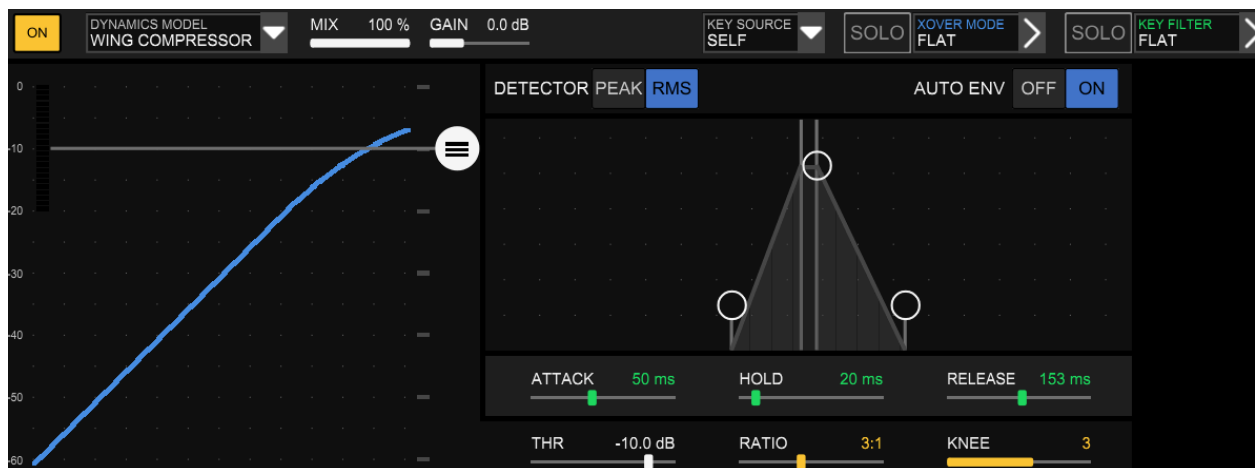 ON
DYNAMICS MODEL
WING COMPRESSOR
MIX 100 %
GAIN 0.0 dB
KEY SOURCE
SELF
SOLO
XOVER MODE
FLAT
SOLO
KEY FILTER
FLAT
DETECTOR PEAK RMS
AUTO ENV OFF ON
0
-10
-20
-30
-40
-50
-60
ATTACK 50 ms
HOLD 20 ms
RELEASE 153 ms
THR -10.0 dB
RATIO 3:1
KNEE 3